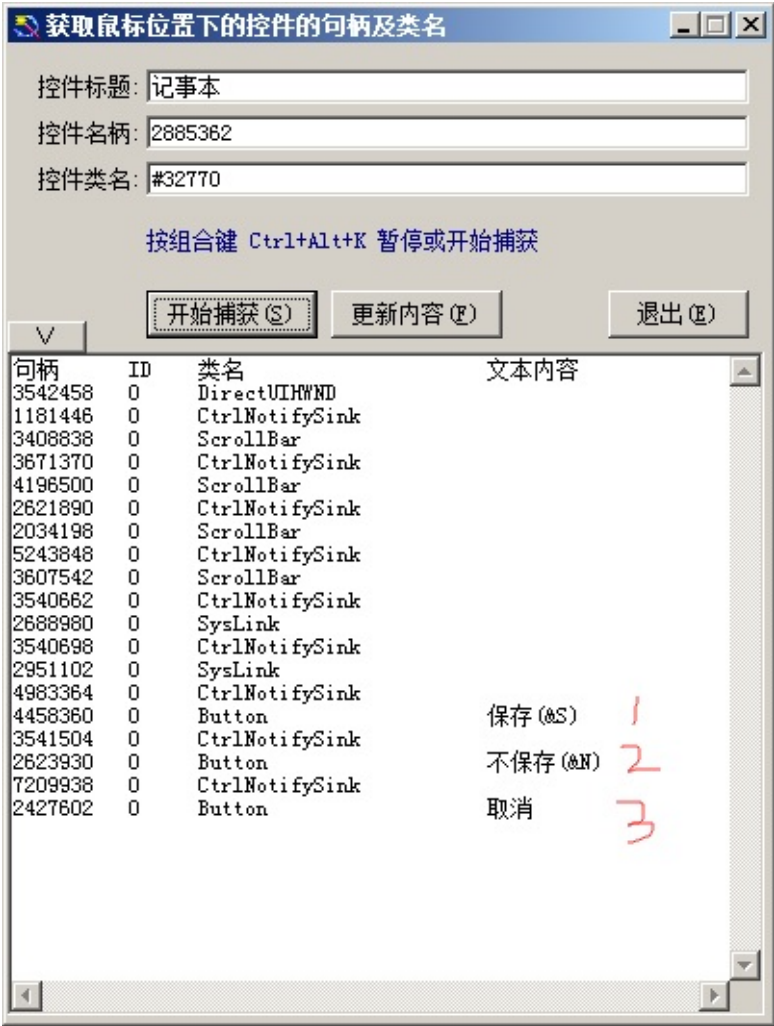 获取鼠标位置下的控件的句柄及类名
控件标题: 记事本
控件名柄: 2885362
控件类名: #32770
按组合键 Ctrl+Alt+K 暂停或开始捕获
开始捕获(S) 更新内容(F) 退出(E)
V
句柄 ID 类名 文本内容
3542458 0 DirectUIHWND
1181446 0 CtrlNotifySink
3408838 0 ScrollBar
3671370 0 CtrlNotifySink
4196500 0 ScrollBar
2621890 0 CtrlNotifySink
2034198 0 ScrollBar
5243848 0 CtrlNotifySink
3607542 0 ScrollBar
3540662 0 CtrlNotifySink
2688980 0 SysLink
3540698 0 CtrlNotifySink
2951102 0 SysLink
4983364 0 CtrlNotifySink
4458360 0 Button 保存(&S) 1
3541504 0 CtrlNotifySink
2623930 0 Button 不保存(&N) 2
7209938 0 CtrlNotifySink
2427602 0 Button 取消 3